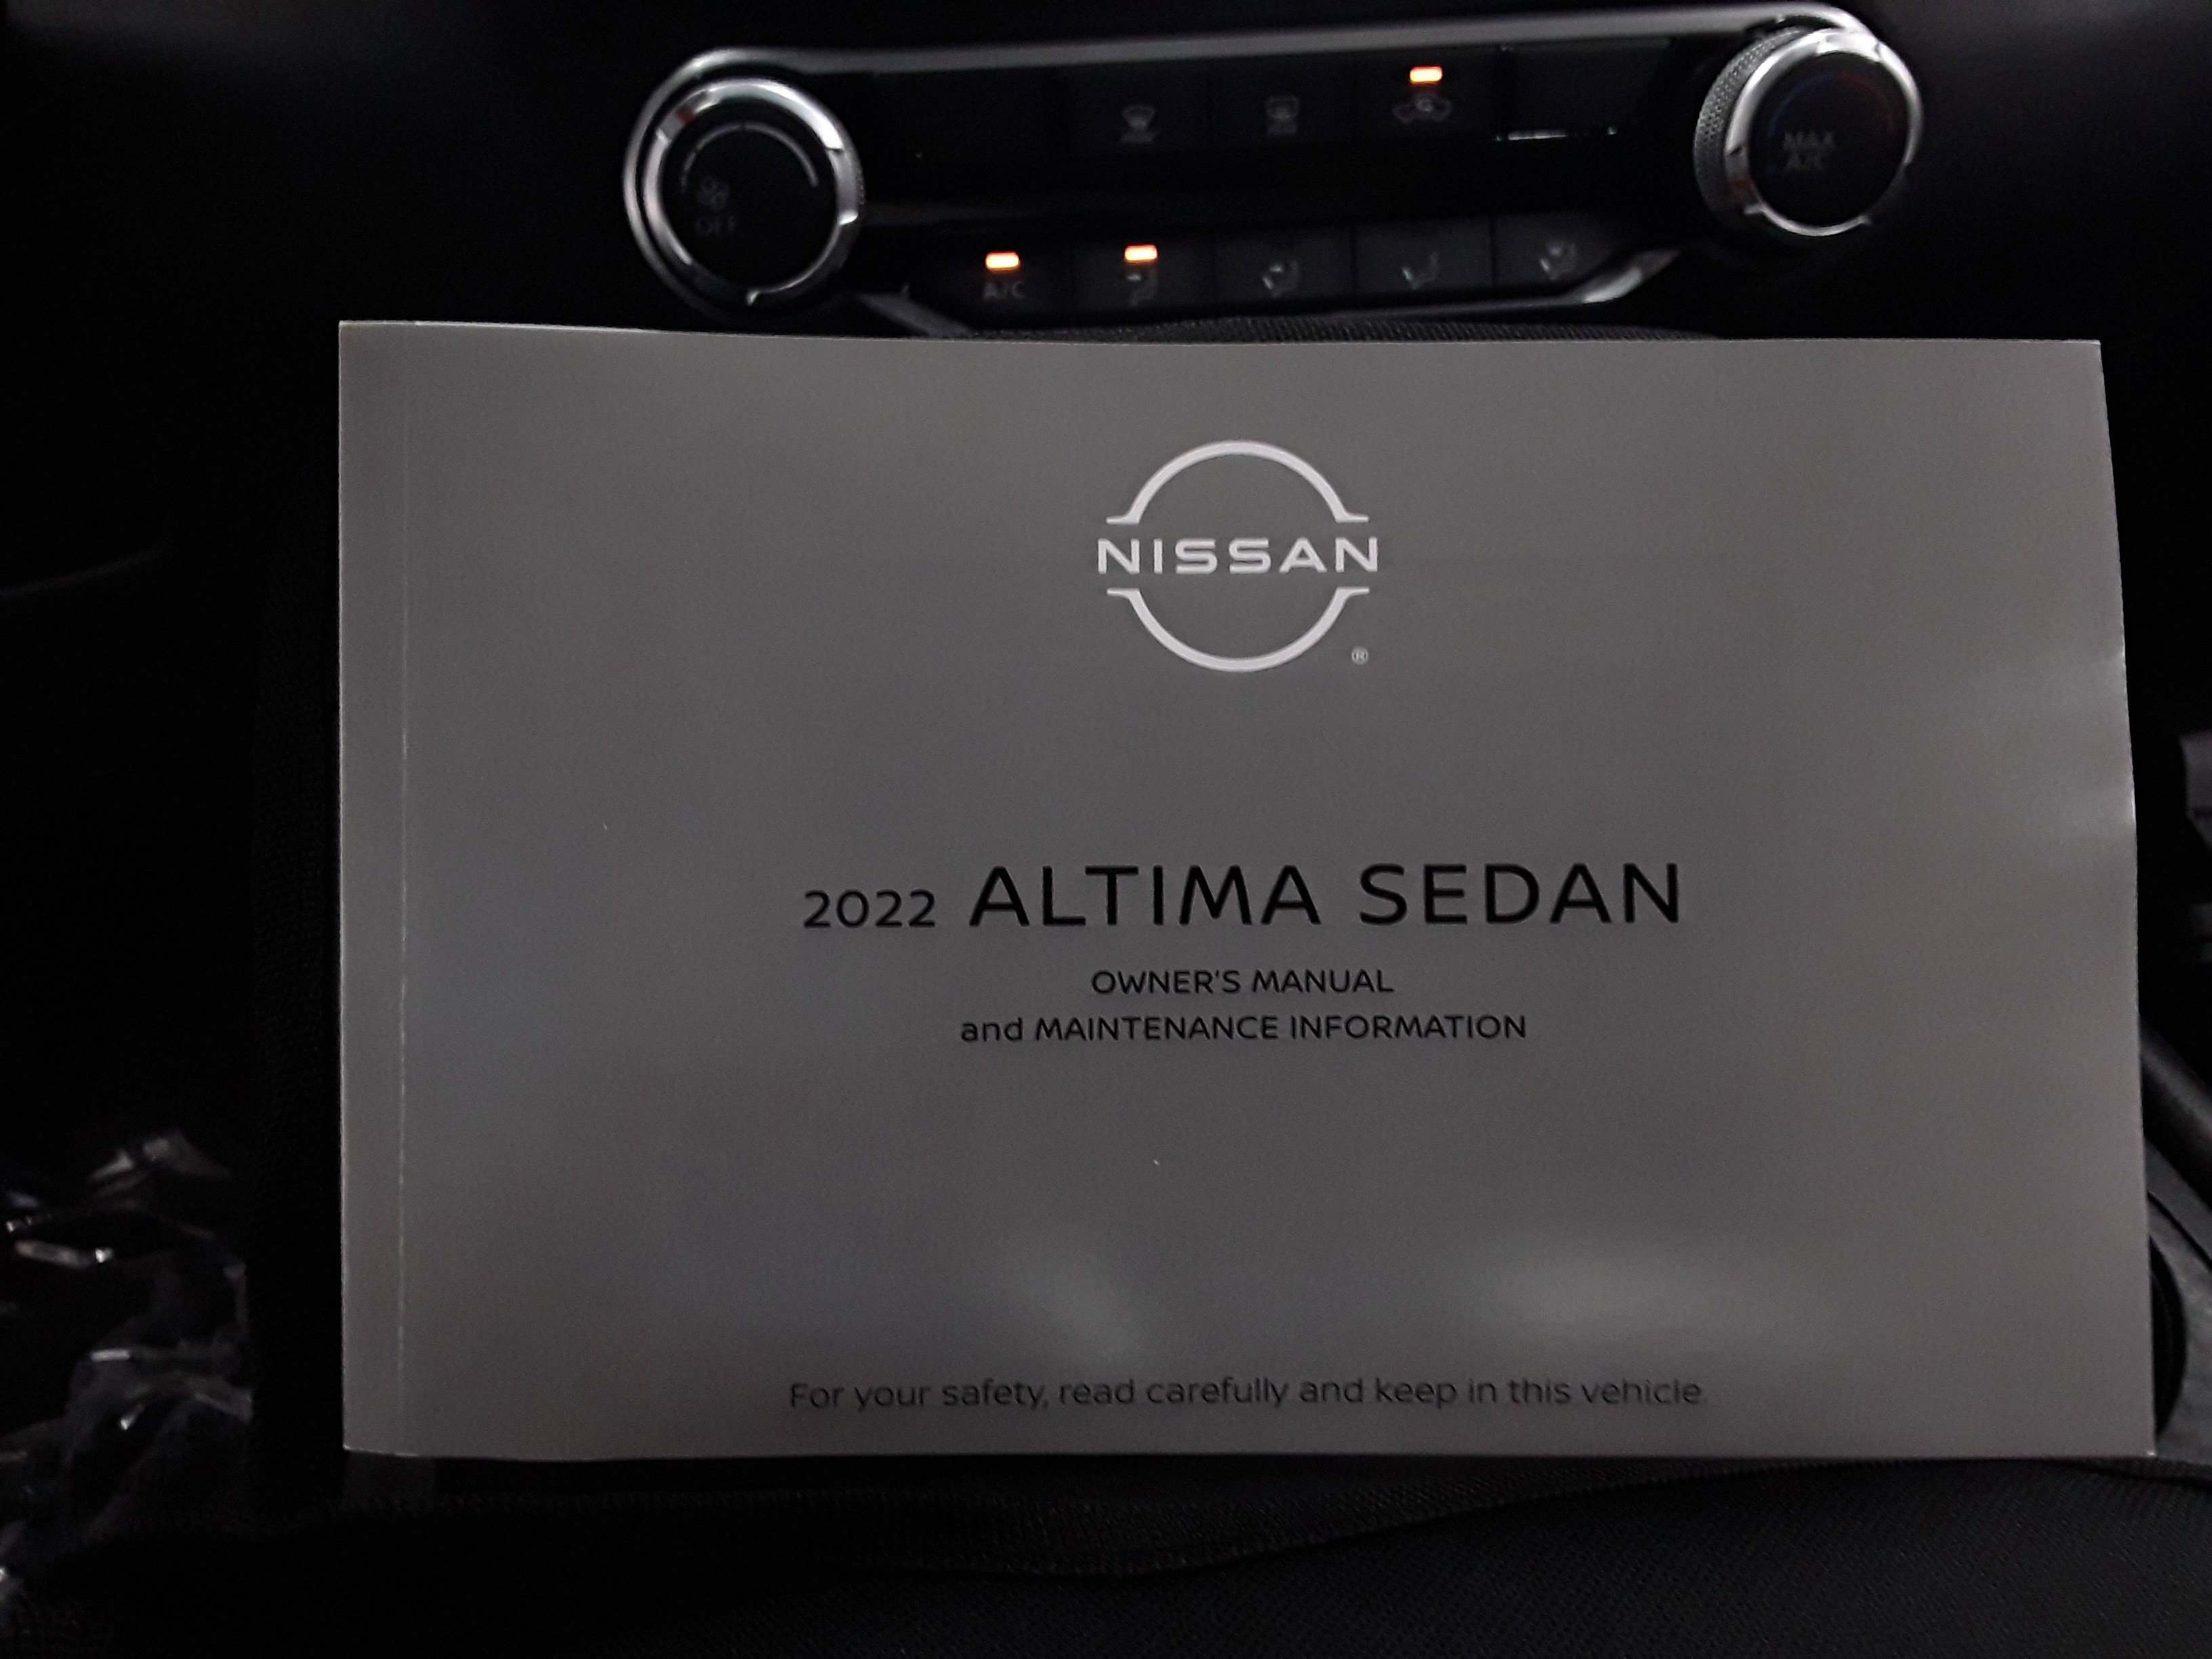 OFF
MAX
A/C
A/C
NISSAN
®
2022 ALTIMA SEDAN
OWNER'S MANUAL
and MAINTENANCE INFORMATION
For your safety, read carefully and keep in this vehicle.